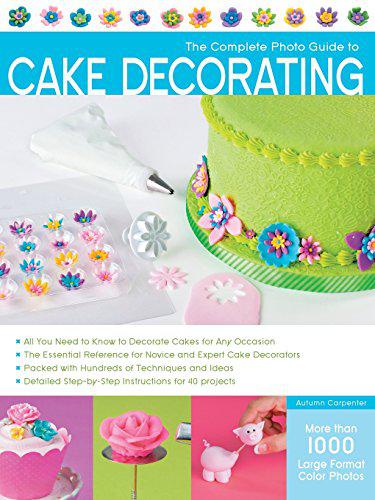 The Complete Photo Guide to
CAKE DECORATING
All You Need to Know to Decorate Cakes for Any Occasion
The Essential Reference for Novice and Expert Cake Decorators
Packed with Hundreds of Techniques and Ideas
Detailed Step-by-Step Instructions for 40 projects
Autumn Carpenter
More than
1000
Large Format
Color Photos